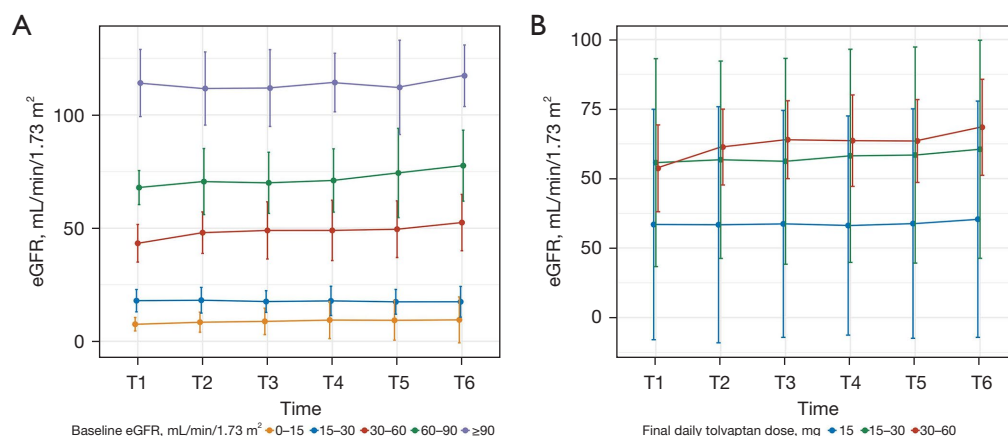 A
eGFR, mL/min/1.73 m²
100
50
0
T1 T2 T3 T4 T5 T6
Time
Baseline eGFR, mL/min/1.73 m² 0–15 15–30 30–60 60–90 ≥90
B
eGFR, mL/min/1.73 m²
100
75
50
50
0
T1 T2 T3 T4 T5 T6
Time
Final daily tolvaptan dose, mg 15 15–30 30–60